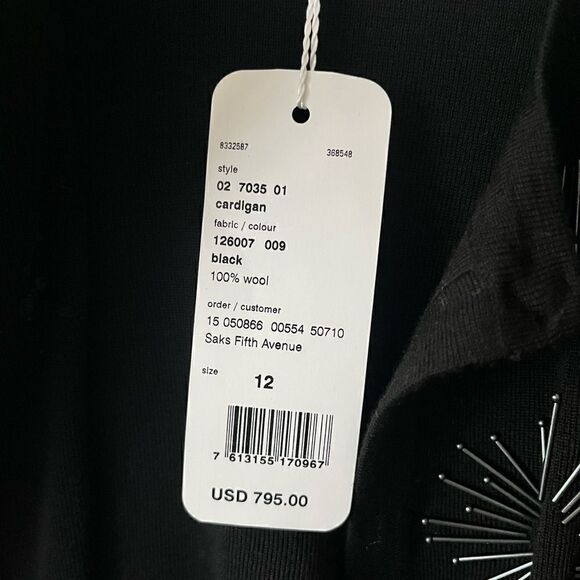 8332587 368548
style
02 7035 01
cardigan
fabric / colour
126007 009
black
100% wool
order / customer
15 050866 00554 50710
Saks Fifth Avenue
size 12
7 613155 170967
USD 795.00